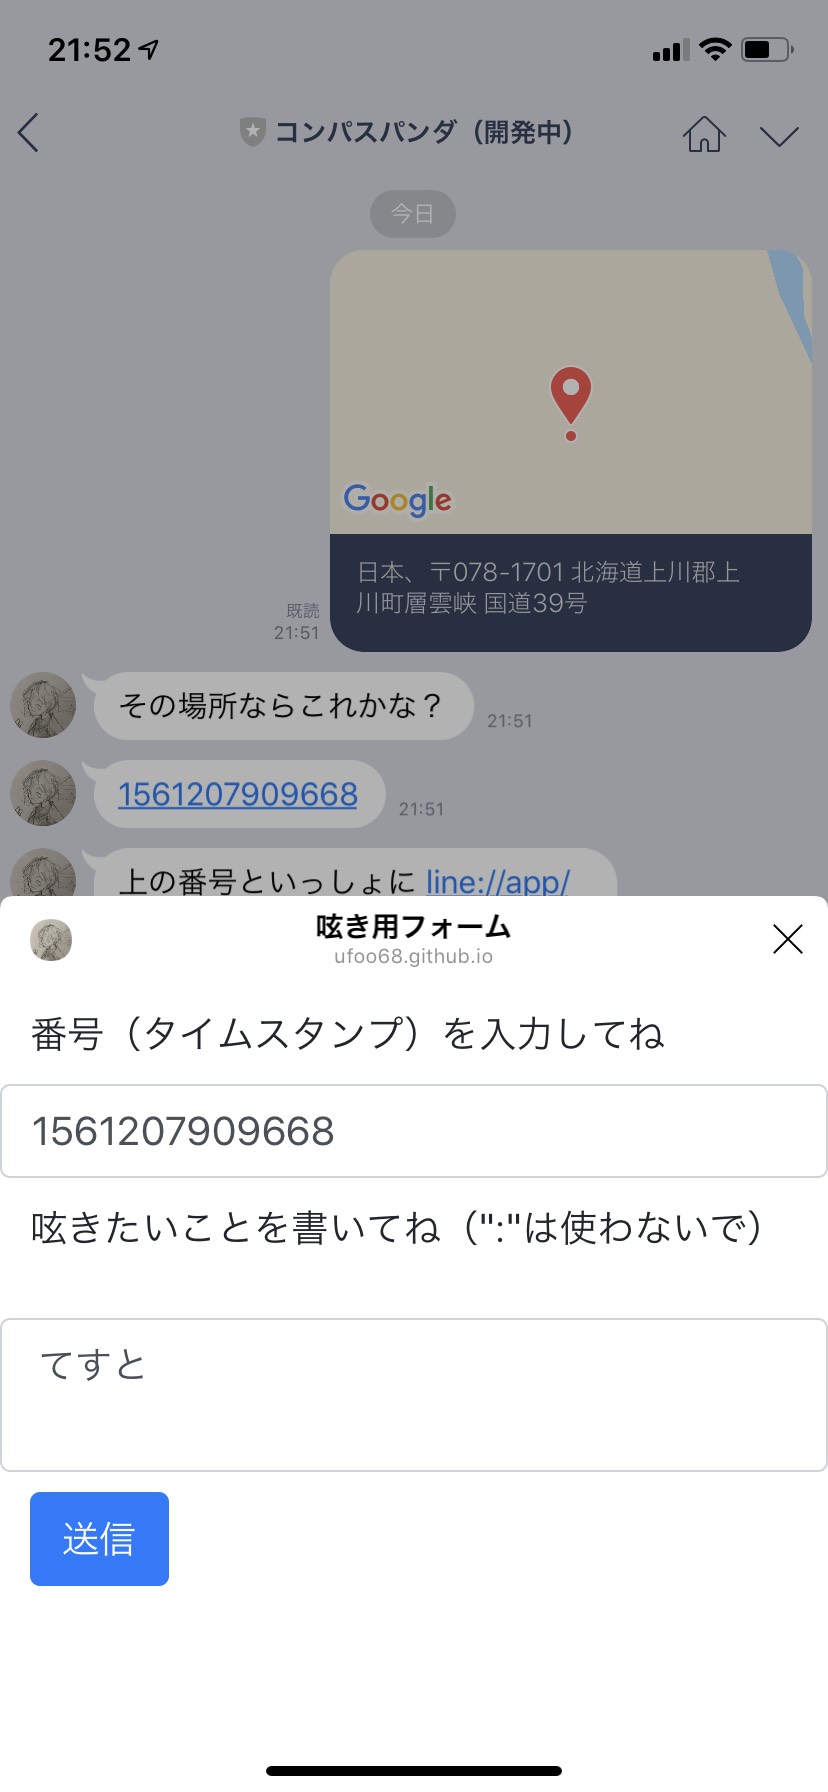 21:52
コンパスパンダ（開発中）
今日
Google
日本、〒078-1701 北海道上川郡上
川町層雲峡 国道39号
既読
21:51
その場所ならこれかな？
21:51
1561207909668
21:51
上の番号といっしょに line://app/
呟き用フォーム
ufoo68.github.io
番号（タイムスタンプ）を入力してね
1561207909668
呟きたいことを書いてね（":"は使わないで）
てすと
送信